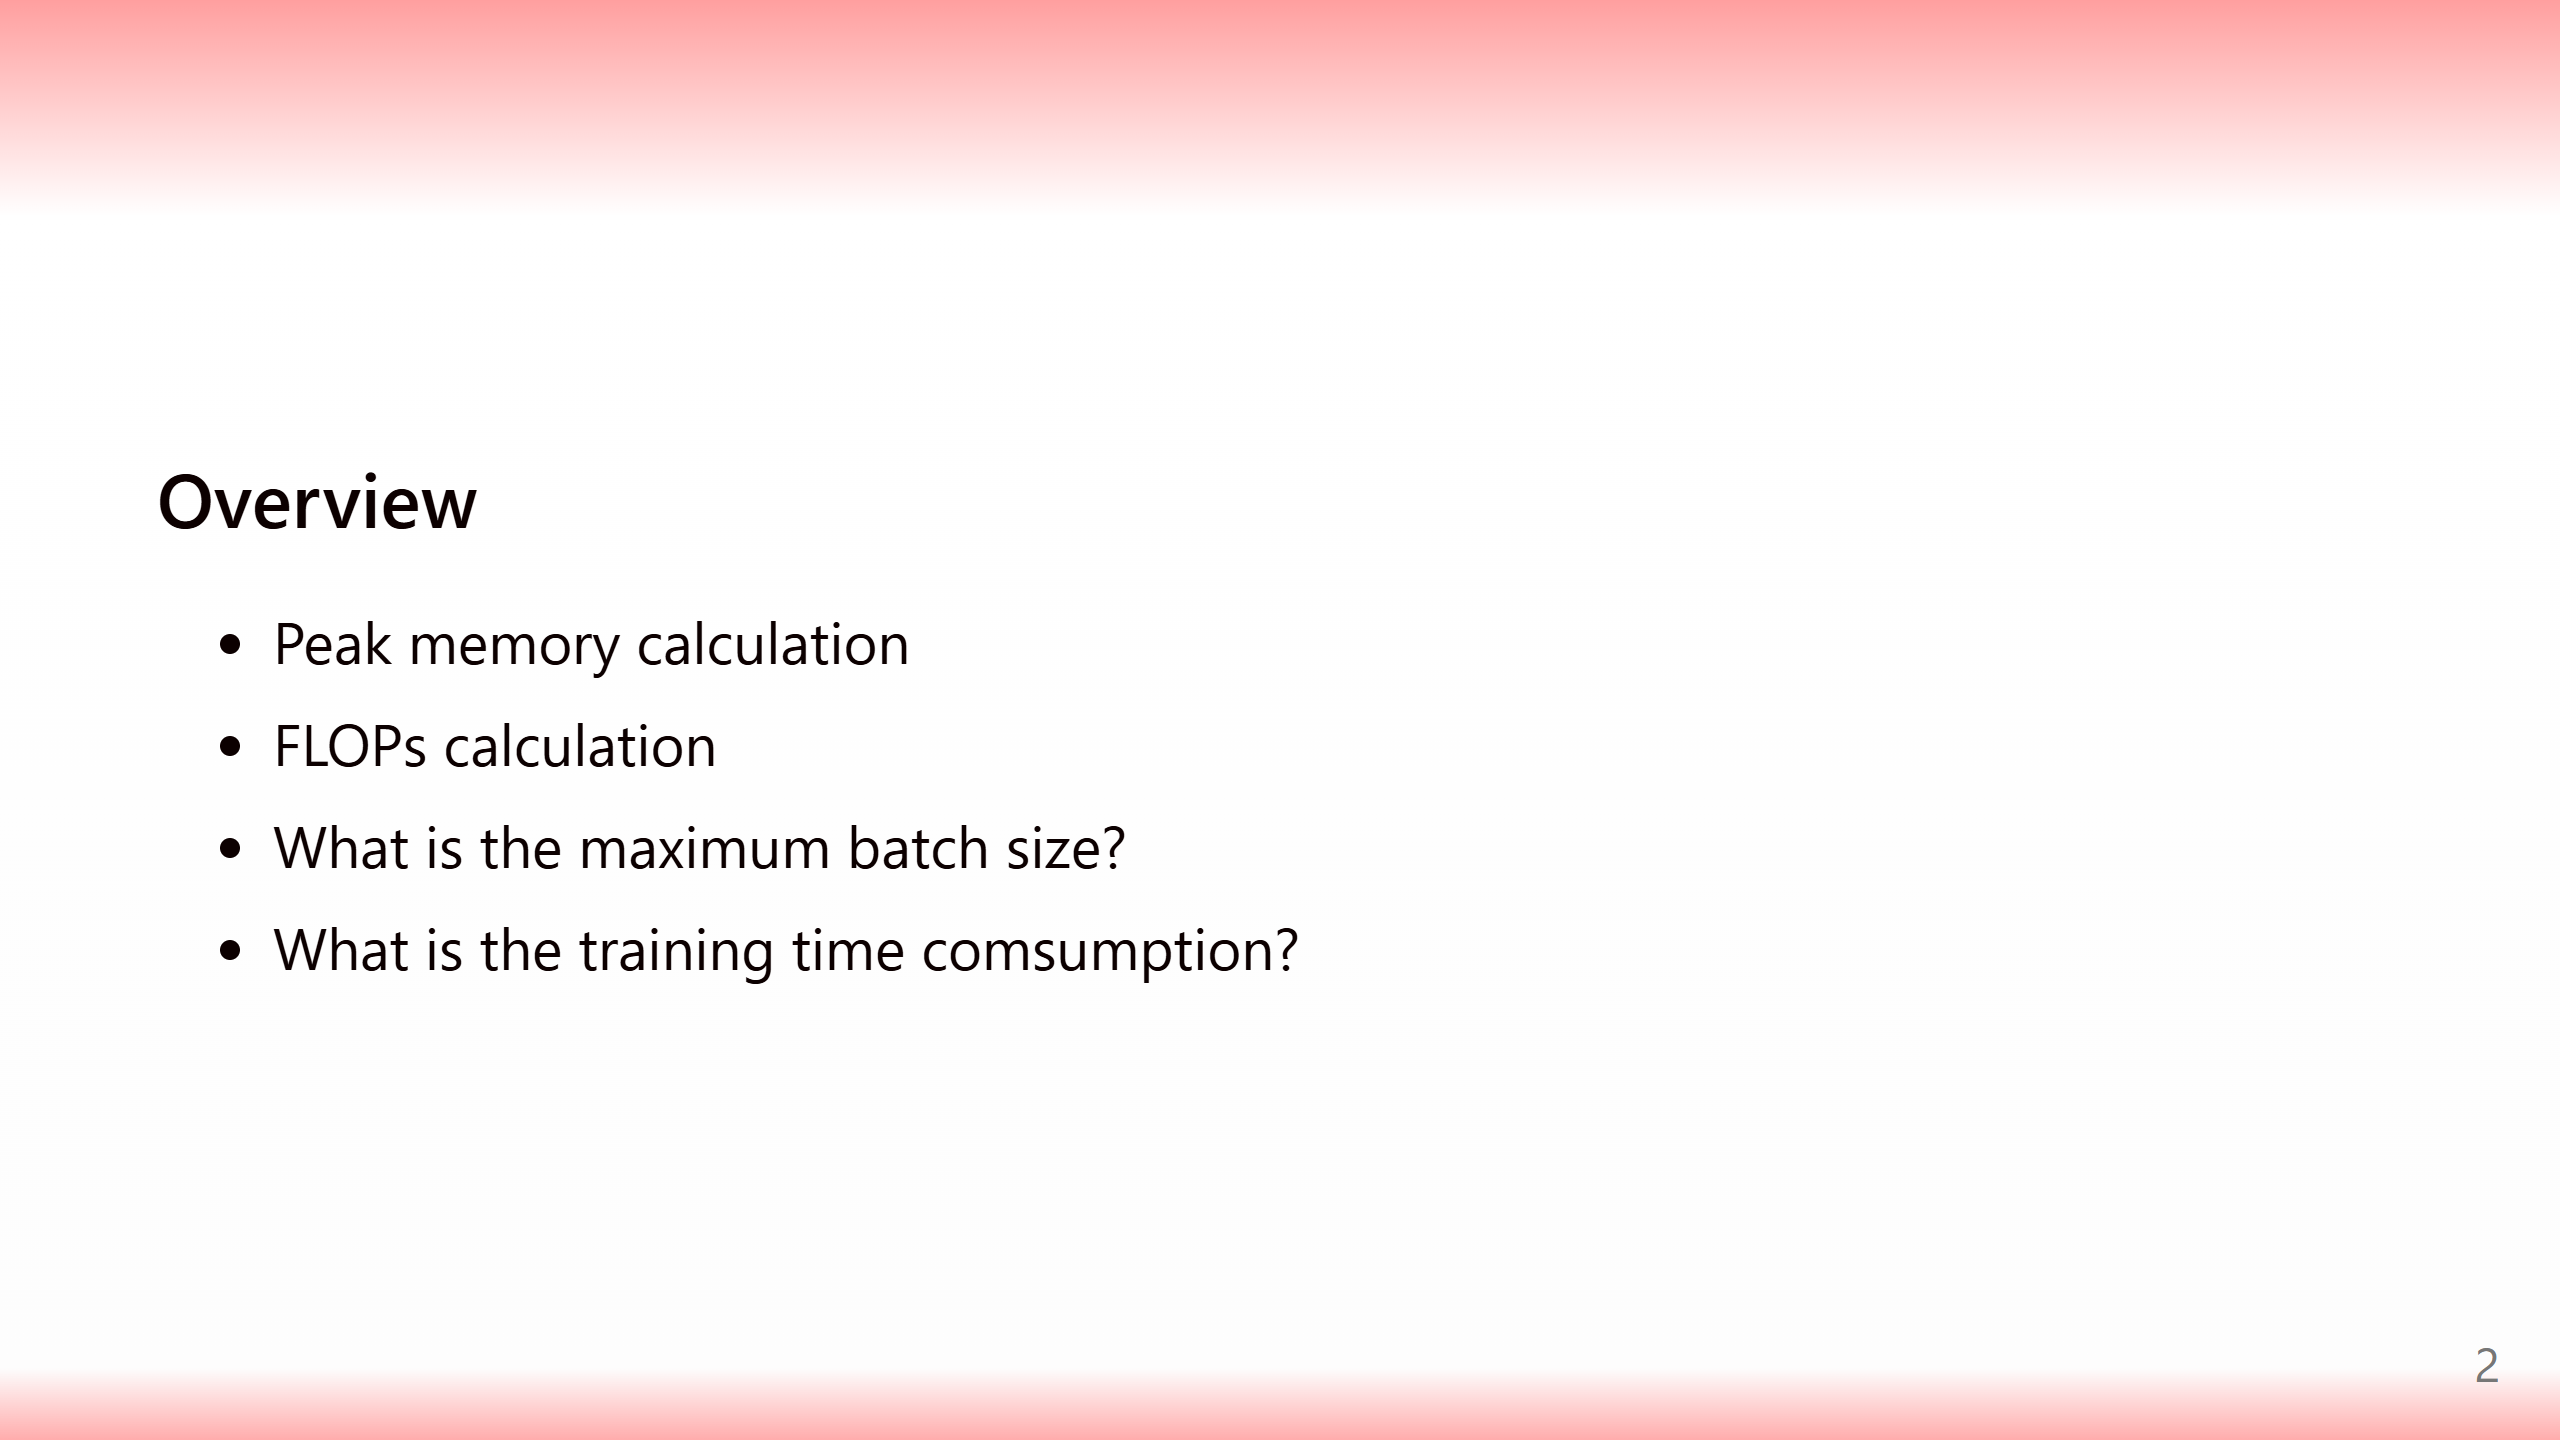 Overview
• Peak memory calculation
• FLOPs calculation
• What is the maximum batch size?
• What is the training time comsumption?
2